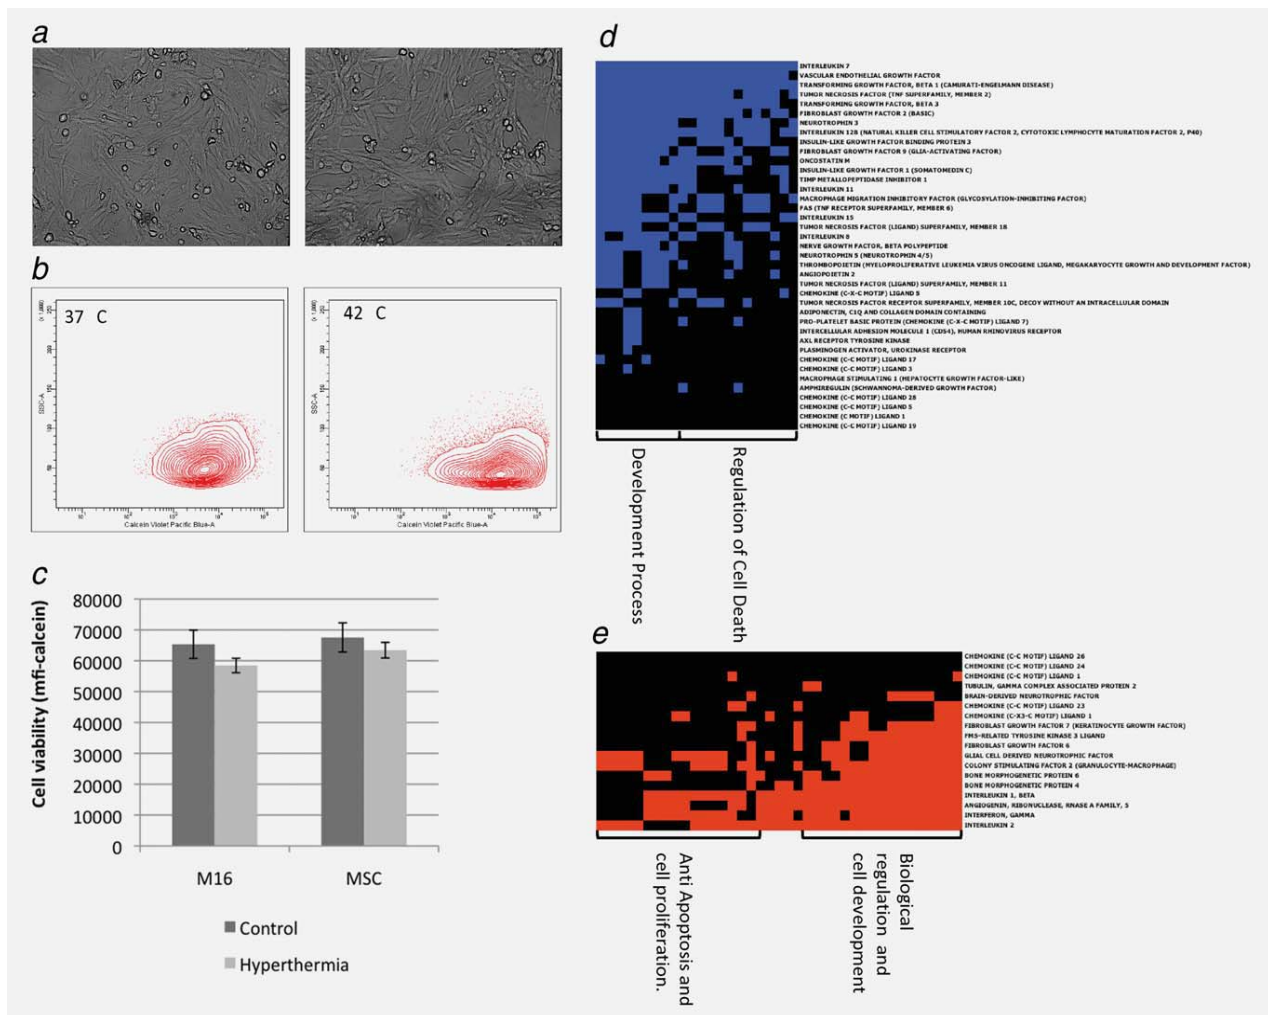 a
b
37 C
SSC-A
(x 1,000)
Calcein Violet Pacific Blue-A
42 C
SSC-A
(x 1,000)
Calcein Violet Pacific Blue-A
c
Cell viability (mfi-calcein)
80000
70000
60000
50000
40000
30000
20000
10000
0
M16
MSC
Control
Hyperthermia
d
INTERLEUKIN 7
VASCULAR ENDOTHELIAL GROWTH FACTOR
TRANSFORMING GROWTH FACTOR, BETA 1 (CAMURATI-ENGELMANN DISEASE)
TUMOR NECROSIS FACTOR (TNF SUPERFAMILY, MEMBER 2)
TRANSFORMING GROWTH FACTOR, BETA 3
FIBROBLAST GROWTH FACTOR 2 (BASIC)
NEUROTROPHIN 3
INTERLEUKIN 12B (NATURAL KILLER CELL STIMULATORY FACTOR 2, CYTOTOXIC LYMPHOCYTE MATURATION FACTOR 2, P40)
INSULIN-LIKE GROWTH FACTOR BINDING PROTEIN 3
FIBROBLAST GROWTH FACTOR 9 (GLIA-ACTIVATING FACTOR)
ONCOSTATIN M
INSULIN-LIKE GROWTH FACTOR 1 (SOMATOMEDIN C)
TIMP METALLOPEPTIDASE INHIBITOR 1
INTERLEUKIN 11
MACROPHAGE MIGRATION INHIBITORY FACTOR (GLYCOSYLATION-INHIBITING FACTOR)
FAS (TNF RECEPTOR SUPERFAMILY, MEMBER 6)
INTERLEUKIN 15
TUMOR NECROSIS FACTOR (LIGAND) SUPERFAMILY, MEMBER 18
INTERLEUKIN 8
NERVE GROWTH FACTOR, BETA POLYPEPTIDE
NEUROTROPHIN 5 (NEUROTROPHIN 4/5)
THROMBOPOIETIN (MYELOPROLIFERATIVE LEUKEMIA VIRUS ONCOGENE LIGAND, MEGAKARYOCYTE GROWTH AND DEVELOPMENT FACTOR)
ANGIOPOIETIN 2
TUMOR NECROSIS FACTOR (LIGAND) SUPERFAMILY, MEMBER 11
CHEMOKINE (C-X-C MOTIF) LIGAND 5
TUMOR NECROSIS FACTOR RECEPTOR SUPERFAMILY, MEMBER 10C, DECOY WITHOUT AN INTRACELLULAR DOMAIN
ADIPONECTIN, C1Q AND COLLAGEN DOMAIN CONTAINING
PRO-PLATELET BASIC PROTEIN (CHEMOKINE (C-X-C MOTIF) LIGAND 7)
INTERCELLULAR ADHESION MOLECULE 1 (CD54), HUMAN RHINOVIRUS RECEPTOR
AXL RECEPTOR TYROSINE KINASE
PLASMINOGEN ACTIVATOR, UROKINASE RECEPTOR
CHEMOKINE (C-C MOTIF) LIGAND 17
CHEMOKINE (C-C MOTIF) LIGAND 3
MACROPHAGE STIMULATING 1 (HEPATOCYTE GROWTH FACTOR-LIKE)
AMPHIREGULIN (SCHWANNOMA-DERIVED GROWTH FACTOR)
CHEMOKINE (C-C MOTIF) LIGAND 28
CHEMOKINE (C-C MOTIF) LIGAND 5
CHEMOKINE (C MOTIF) LIGAND 1
CHEMOKINE (C-C MOTIF) LIGAND 19
Development Process
Regulation of Cell Death
e
CHEMOKINE (C-C MOTIF) LIGAND 26
CHEMOKINE (C-C MOTIF) LIGAND 24
CHEMOKINE (C-C MOTIF) LIGAND 1
TUBULIN, GAMMA COMPLEX ASSOCIATED PROTEIN 2
BRAIN-DERIVED NEUROTROPHIC FACTOR
CHEMOKINE (C-C MOTIF) LIGAND 23
CHEMOKINE (C-X3-C MOTIF) LIGAND 1
FIBROBLAST GROWTH FACTOR 7 (KERATINOCYTE GROWTH FACTOR)
FMS-RELATED TYROSINE KINASE 3 LIGAND
FIBROBLAST GROWTH FACTOR 6
GLIAL CELL DERIVED NEUROTROPHIC FACTOR
COLONY STIMULATING FACTOR 2 (GRANULOCYTE-MACROPHAGE)
BONE MORPHOGENETIC PROTEIN 6
BONE MORPHOGENETIC PROTEIN 4
INTERLEUKIN 1, BETA
ANGIOGENIN, RIBONUCLEASE, RNASE A FAMILY, 5
INTERFERON, GAMMA
INTERLEUKIN 2
Anti Apoptosis and
cell proliferation.
Biological
regulation and
cell development